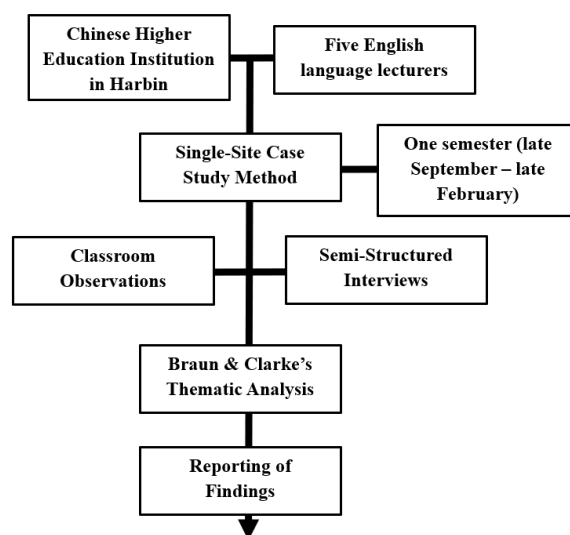 Chinese Higher
Education Institution
in Harbin
Five English
language lecturers
Single-Site Case
Study Method
One semester (late
September – late
February)
Classroom
Observations
Semi-Structured
Interviews
Braun & Clarke’s
Thematic Analysis
Reporting of
Findings